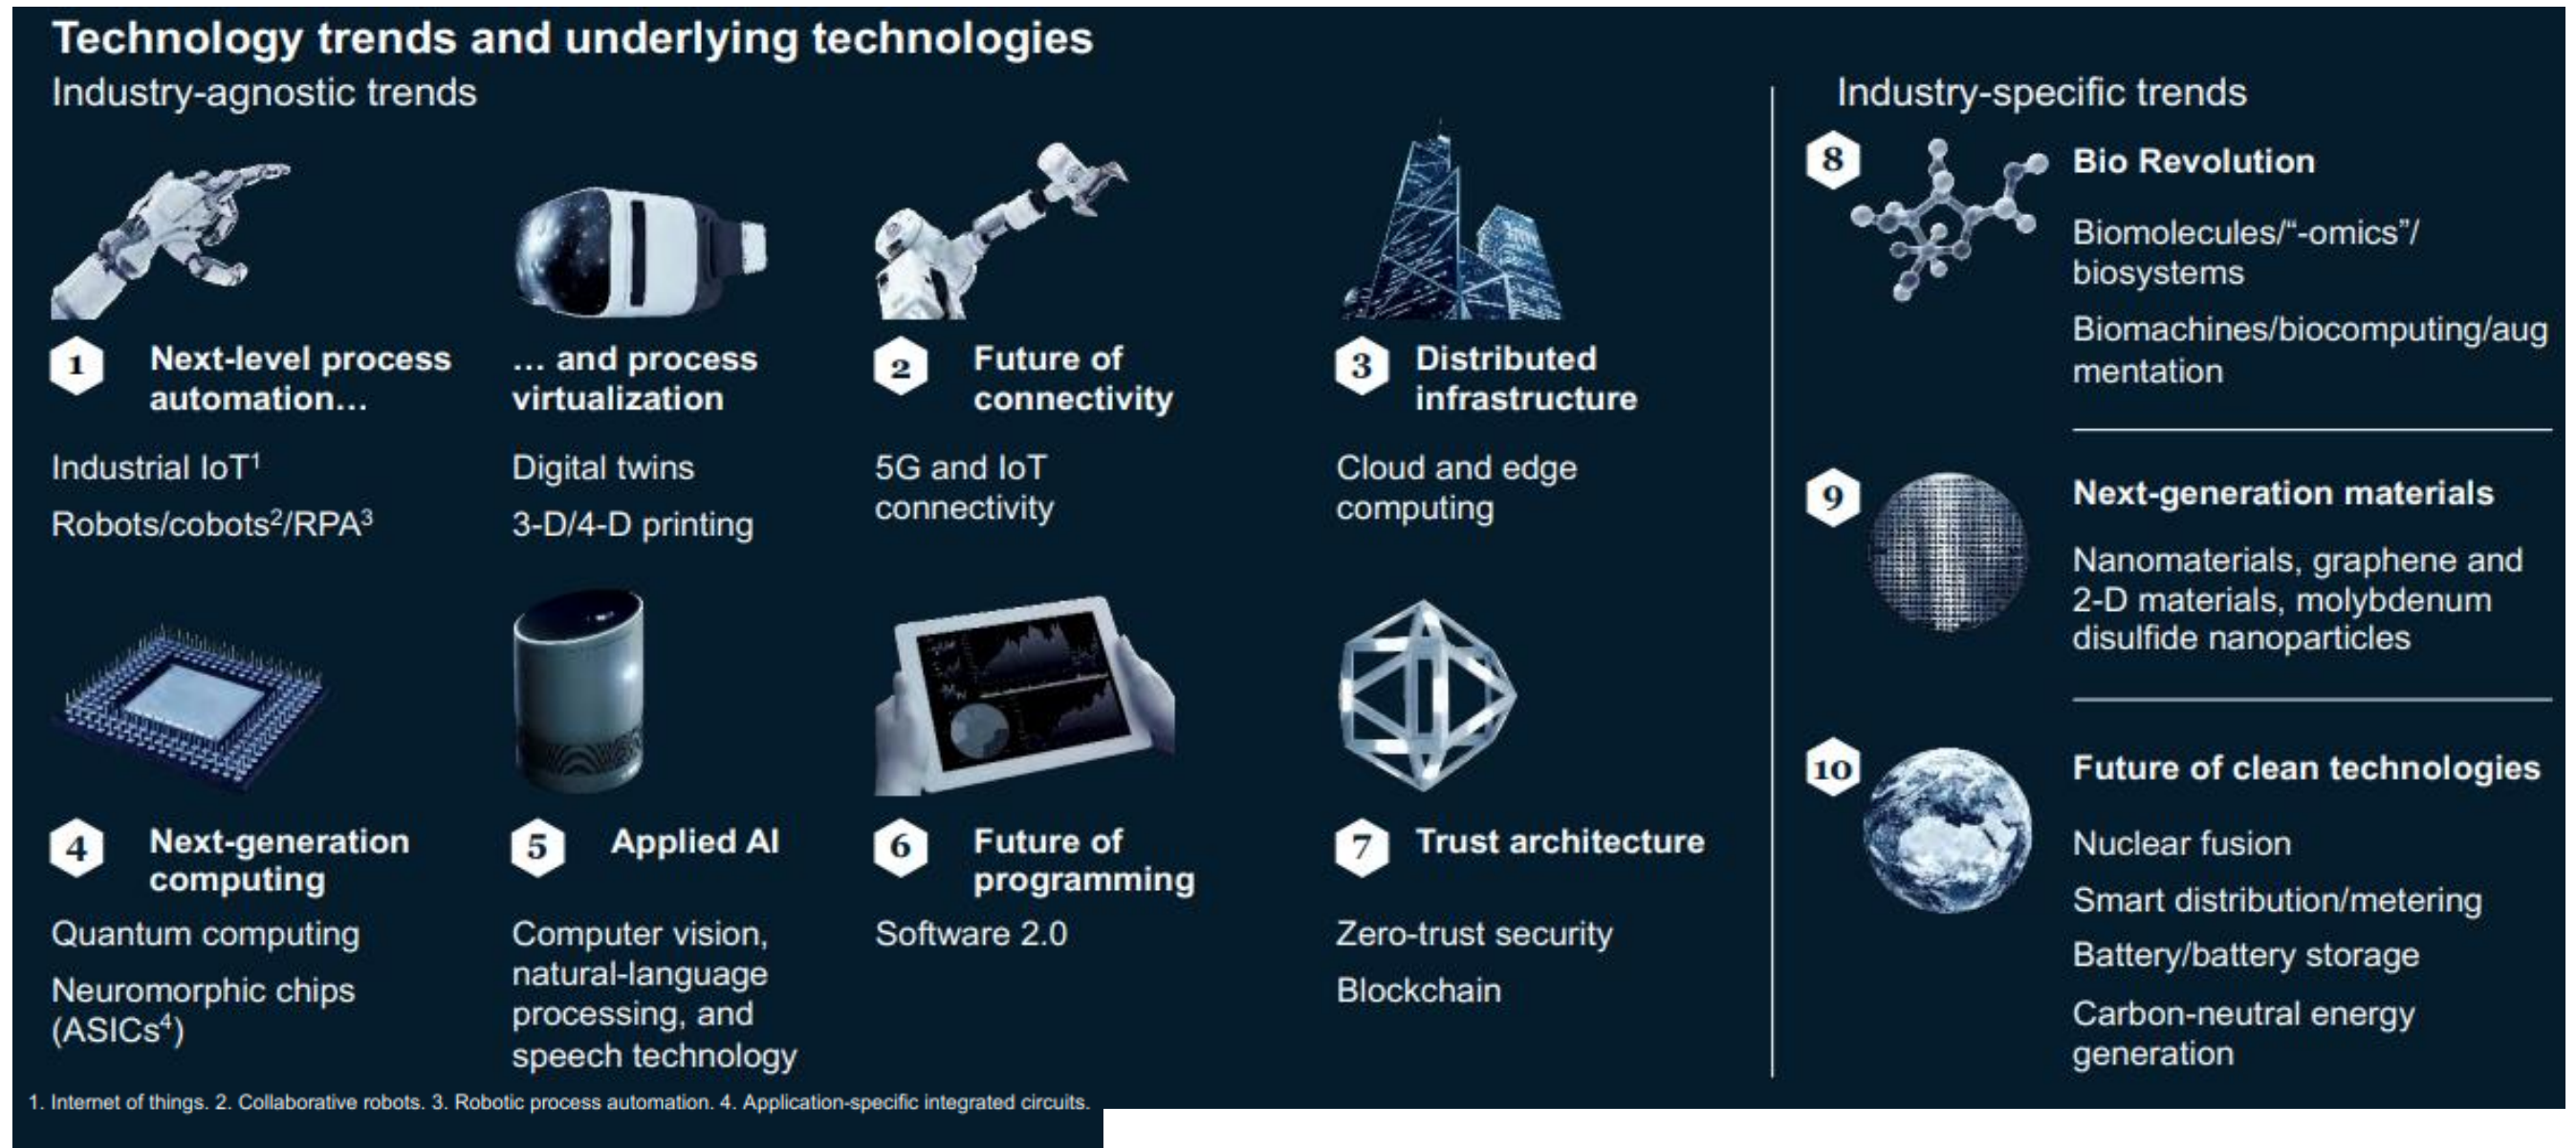 Technology trends and underlying technologies
Industry-agnostic trends
1
Next-level process
automation...
Industrial IoT¹
Robots/cobots²/RPA³
... and process
virtualization
Digital twins
3-D/4-D printing
2
Future of
connectivity
5G and IoT
connectivity
3
Distributed
infrastructure
Cloud and edge
computing
4
Next-generation
computing
Quantum computing
Neuromorphic chips
(ASICs⁴)
5
Applied AI
Computer vision,
natural-language
processing, and
speech technology
6
Future of
programming
Software 2.0
7
Trust architecture
Zero-trust security
Blockchain
Industry-specific trends
8
Bio Revolution
Biomolecules/“-omics”/
biosystems
Biomachines/biocomputing/aug
mentation
9
Next-generation materials
Nanomaterials, graphene and
2-D materials, molybdenum
disulfide nanoparticles
10
Future of clean technologies
Nuclear fusion
Smart distribution/metering
Battery/battery storage
Carbon-neutral energy
generation
1. Internet of things. 2. Collaborative robots. 3. Robotic process automation. 4. Application-specific integrated circuits.